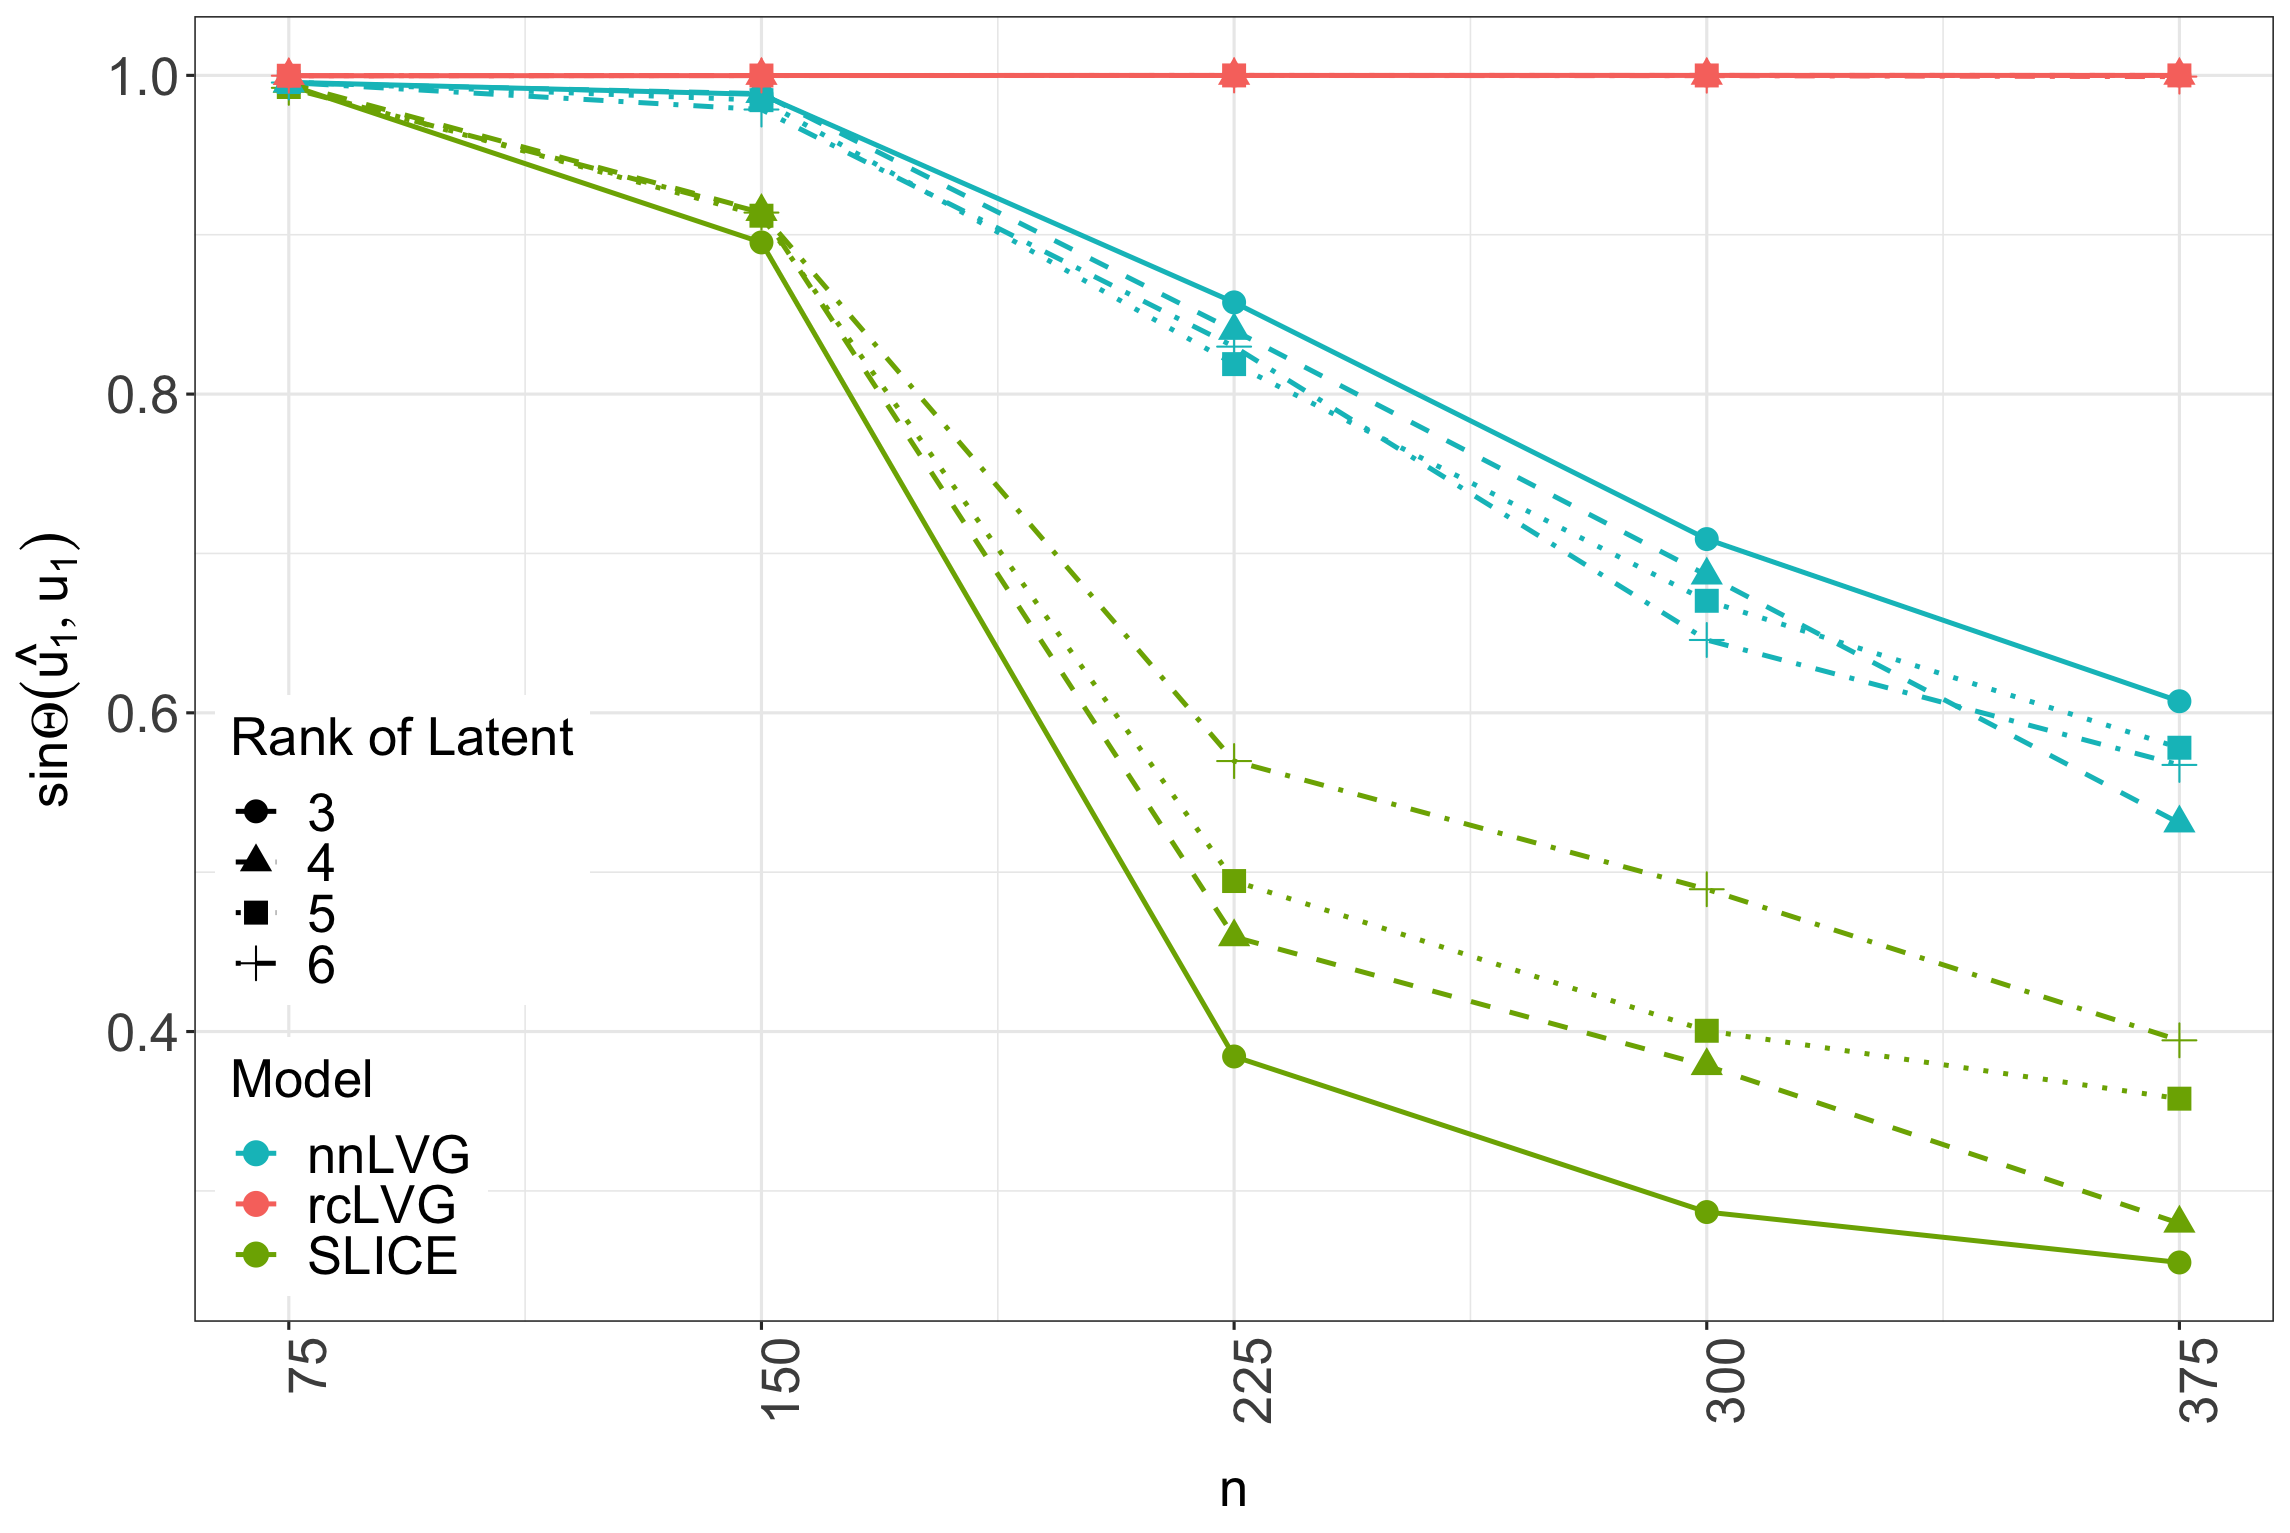 1.0
0.8
0.6
0.4
sinΘ(û₁, u₁)
Rank of Latent
3
4
5
6
Model
nnLVG
rcLVG
SLICE
75
150
225
300
375
n